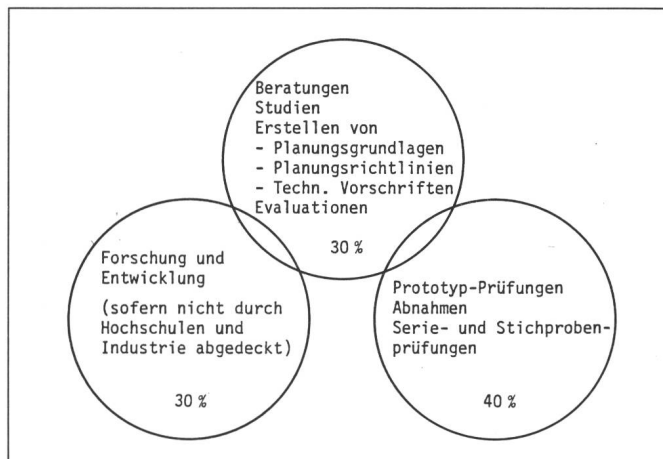 Beratungen
Studien
Erstellen von
- Planungsgrundlagen
- Planungsrichtlinien
- Techn. Vorschriften
Evaluationen
30 %
Forschung und
Entwicklung
(sofern nicht durch
Hochschulen und
Industrie abgedeckt)
30 %
Prototyp-Prüfungen
Abnahmen
Serie- und Stichproben-
prüfungen
40 %